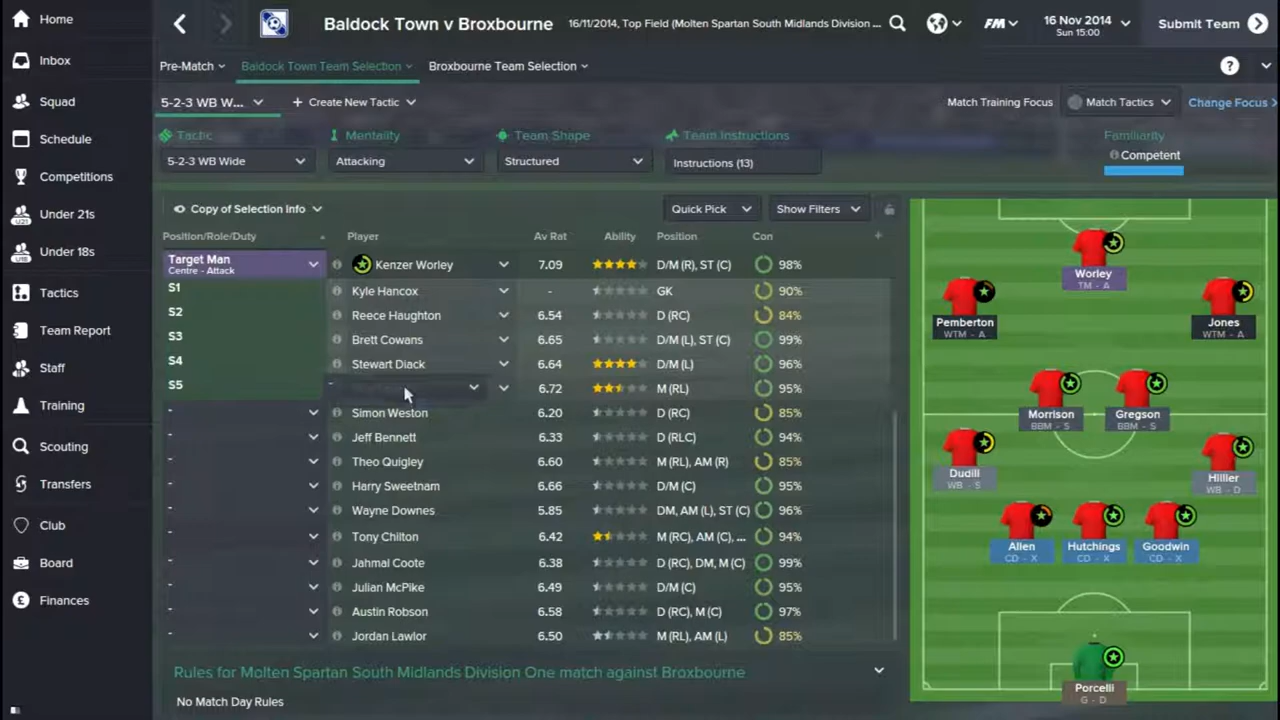 Home
Inbox
Squad
Schedule
Competitions
Under 21s
Under 18s
Tactics
Team Report
Staff
Training
Scouting
Transfers
Club
Board
Finances
Baldock Town v Broxbourne
16/11/2014, Top Field (Molten Spartan South Midlands Division ...
FM
16 Nov 2014
Sun 15:00
Submit Team
Pre-Match
Baldock Town Team Selection
Broxbourne Team Selection
?
5-2-3 WB W...
+ Create New Tactic
Match Training Focus
Match Tactics
Change Focus
Tactic
Mentality
Team Shape
Team Instructions
Familiarity
5-2-3 WB Wide
Attacking
Structured
Instructions (13)
Competent
Copy of Selection Info
Quick Pick
Show Filters
Position/Role/Duty Player Av Rat Ability Position Con +
Target Man
Centre - Attack
Kenzer Worley 7.09 D/M (R), ST (C) 98%
S1 Kyle Hancox - GK 90%
S2 Reece Haughton 6.54 D (RC) 84%
S3 Brett Cowans 6.65 D/M (L), ST (C) 99%
S4 Stewart Diack 6.64 D/M (L) 96%
S5 - 6.72 M (RL) 95%
- Simon Weston 6.20 D (RC) 85%
- Jeff Bennett 6.33 D (RLC) 94%
- Theo Quigley 6.60 M (RL), AM (R) 85%
- Harry Sweetnam 6.66 D/M (C) 95%
- Wayne Downes 5.85 DM, AM (L), ST (C) 96%
- Tony Chilton 6.42 M (RC), AM (C), ... 94%
- Jahmal Coote 6.38 D (RC), DM, M (C) 99%
- Julian McPike 6.49 D/M (C) 95%
- Austin Robson 6.58 D (RC), M (C) 97%
- Jordan Lawlor 6.50 M (RL), AM (L) 85%
Rules for Molten Spartan South Midlands Division One match against Broxbourne
No Match Day Rules
Worley
TM - A
Pemberton
WTM - A
Jones
WTM - A
Morrison
BBM - S
Gregson
BBM - S
Dudill
WB - S
Hillier
WB - D
Allen
CD - X
Hutchings
CD - X
Goodwin
CD - X
Porcelli
G - D